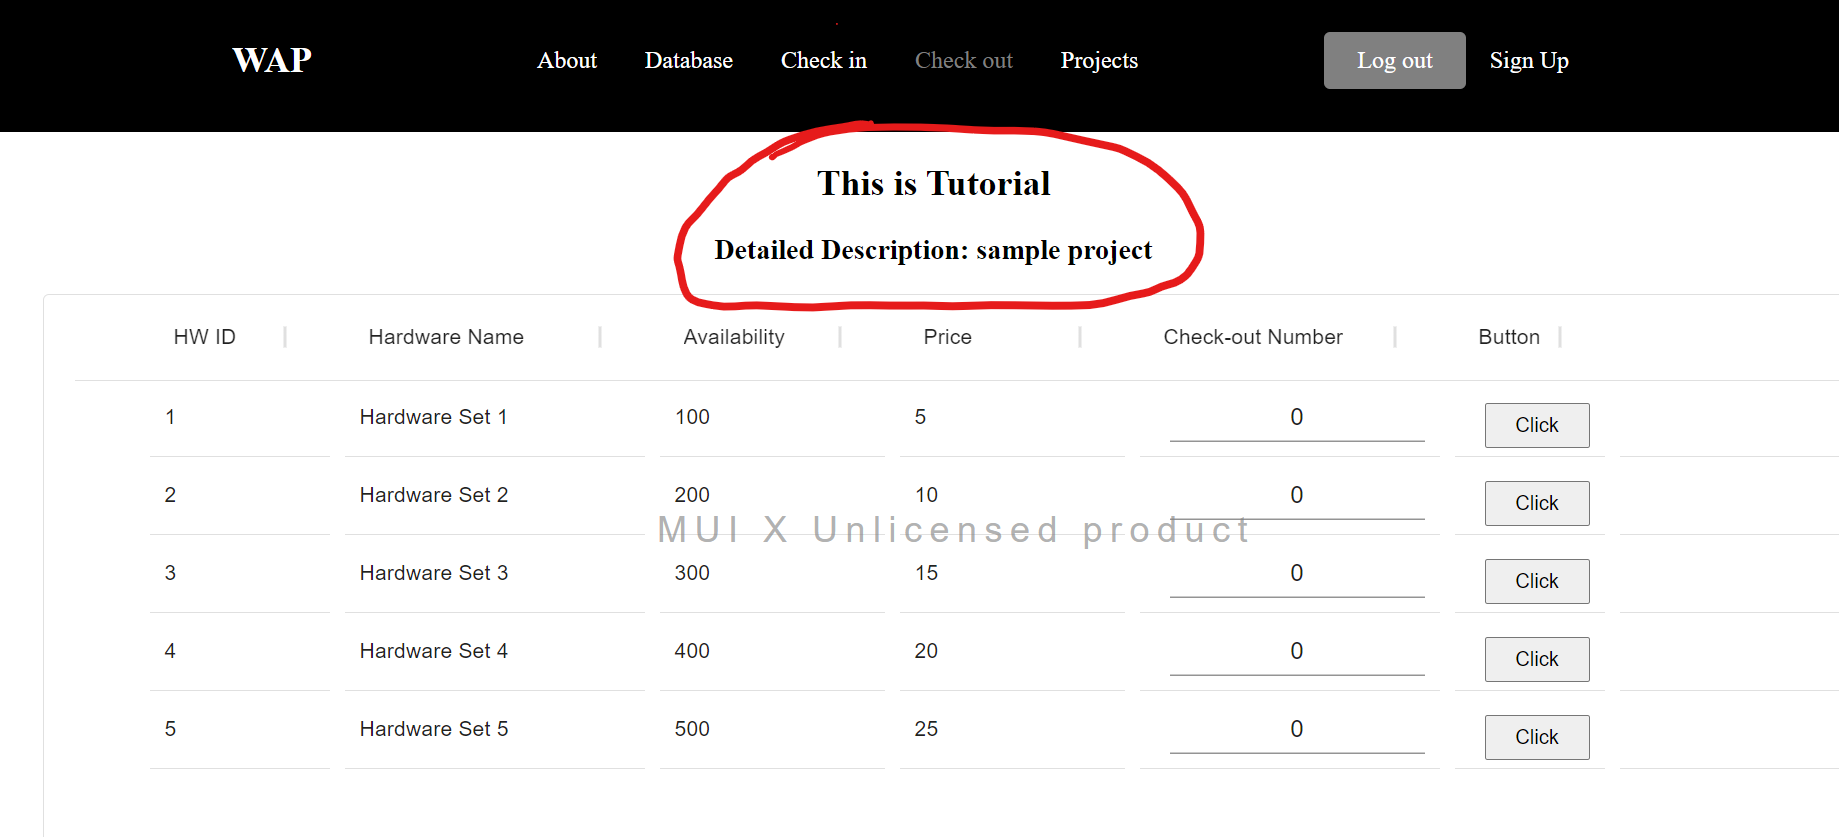 WAP About Database Check in Check out Projects Log out Sign Up
This is Tutorial
Detailed Description: sample project
HW ID Hardware Name Availability Price Check-out Number Button
1 Hardware Set 1 100 5 0 Click
2 Hardware Set 2 200 10 0 Click
MUI X Unlicensed product
3 Hardware Set 3 300 15 0 Click
4 Hardware Set 4 400 20 0 Click
5 Hardware Set 5 500 25 0 Click